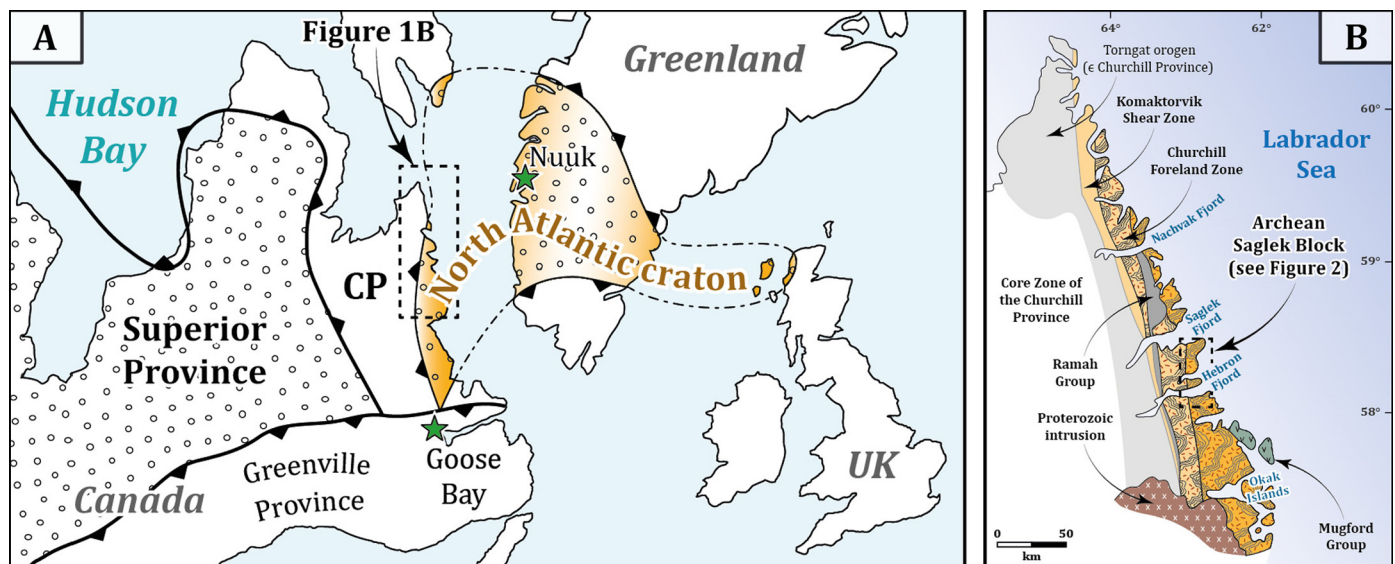 A
Figure 1B
Greenland
Hudson
Bay
Nuuk
North Atlantic craton
CP
Superior
Province
Canada
Greenville
Province
Goose
Bay
UK
B
64°
62°
Torngat orogen
(ϵ Churchill Province)
60°
Komaktorvik
Shear Zone
Labrador
Sea
Churchill
Foreland Zone
Nachvak Fjord
Archean
Saglek Block
(see Figure 2)
59°
Core Zone of
the Churchill
Province
Saglek
Fjord
Ramah
Group
Hebron
Fjord
58°
Proterozoic
intrusion
Okak
Islands
Mugford
Group
0
50
km